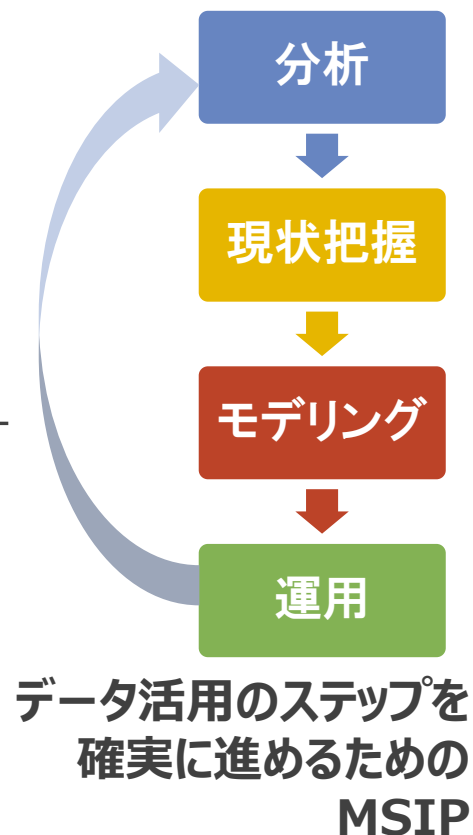 分析
現状把握
モデリング
運用
データ活用のステップを
確実に進めるための
MSIP